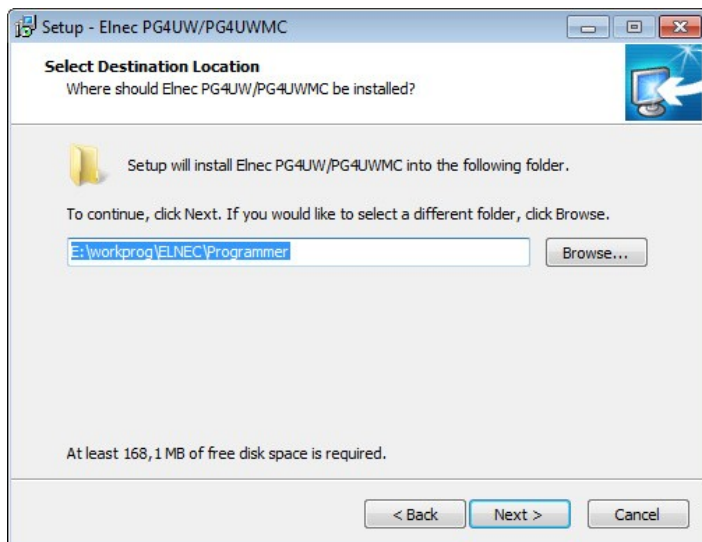 Setup - Elnec PG4UW/PG4UWMC
Select Destination Location
Where should Elnec PG4UW/PG4UWMC be installed?
Setup will install Elnec PG4UW/PG4UWMC into the following folder.
To continue, click Next. If you would like to select a different folder, click Browse.
E:\workprog\ELNEC\Programmer
Browse...
At least 168,1 MB of free disk space is required.
< Back
Next >
Cancel